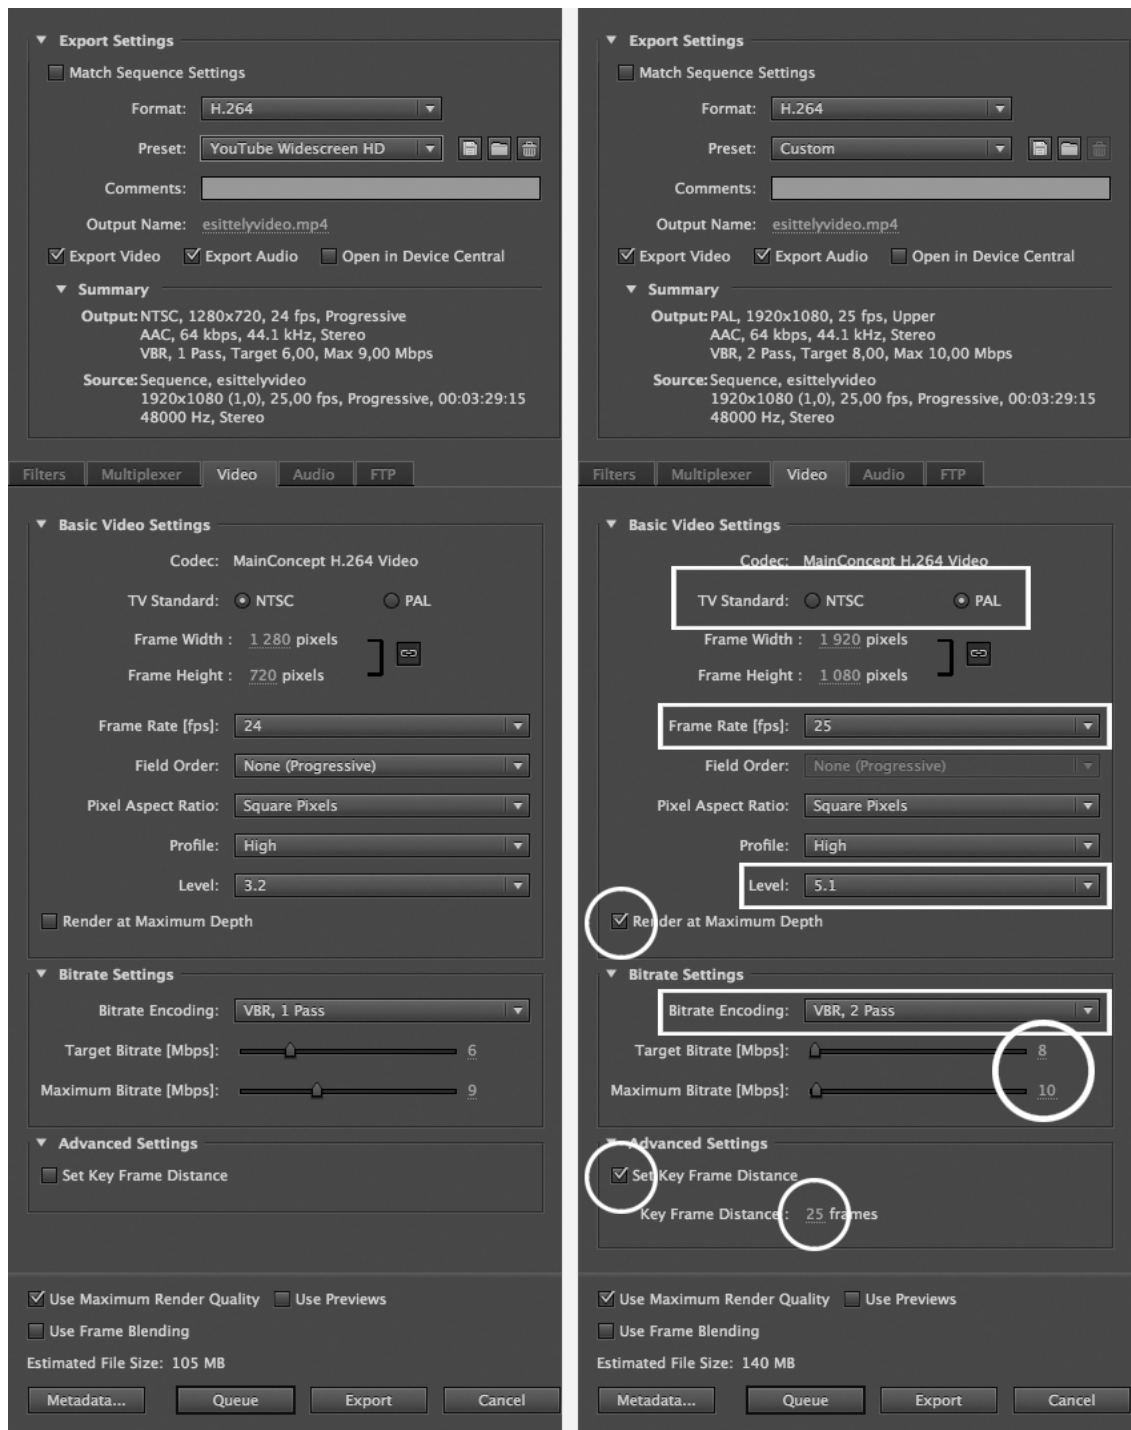 Export Settings
Match Sequence Settings
Format: H.264
Preset: YouTube Widescreen HD
Comments:
Output Name: esittelyvideo.mp4
Export Video Export Audio Open in Device Central
Summary
Output: NTSC, 1280x720, 24 fps, Progressive
AAC, 64 kbps, 44.1 kHz, Stereo
VBR, 1 Pass, Target 6,00, Max 9,00 Mbps
Source: Sequence, esittelyvideo
1920x1080 (1,0), 25,00 fps, Progressive, 00:03:29:15
48000 Hz, Stereo
Filters Multiplexer Video Audio FTP
Basic Video Settings
Codec: MainConcept H.264 Video
TV Standard: NTSC PAL
Frame Width : 1 280 pixels
Frame Height : 720 pixels
Frame Rate [fps]: 24
Field Order: None (Progressive)
Pixel Aspect Ratio: Square Pixels
Profile: High
Level: 3.2
Render at Maximum Depth
Bitrate Settings
Bitrate Encoding: VBR, 1 Pass
Target Bitrate [Mbps]: 6
Maximum Bitrate [Mbps]: 9
Advanced Settings
Set Key Frame Distance
Use Maximum Render Quality Use Previews
Use Frame Blending
Estimated File Size: 105 MB
Metadata... Queue Export Cancel
Export Settings
Match Sequence Settings
Format: H.264
Preset: Custom
Comments:
Output Name: esittelyvideo.mp4
Export Video Export Audio Open in Device Central
Summary
Output: PAL, 1920x1080, 25 fps, Upper
AAC, 64 kbps, 44.1 kHz, Stereo
VBR, 2 Pass, Target 8,00, Max 10,00 Mbps
Source: Sequence, esittelyvideo
1920x1080 (1,0), 25,00 fps, Progressive, 00:03:29:15
48000 Hz, Stereo
Filters Multiplexer Video Audio FTP
Basic Video Settings
Codec: MainConcept H.264 Video
TV Standard: NTSC PAL
Frame Width : 1 920 pixels
Frame Height : 1 080 pixels
Frame Rate [fps]: 25
Field Order: None (Progressive)
Pixel Aspect Ratio: Square Pixels
Profile: High
Level: 5.1
Render at Maximum Depth
Bitrate Settings
Bitrate Encoding: VBR, 2 Pass
Target Bitrate [Mbps]: 8
Maximum Bitrate [Mbps]: 10
Advanced Settings
Set Key Frame Distance
Key Frame Distance : 25 frames
Use Maximum Render Quality Use Previews
Use Frame Blending
Estimated File Size: 140 MB
Metadata... Queue Export Cancel